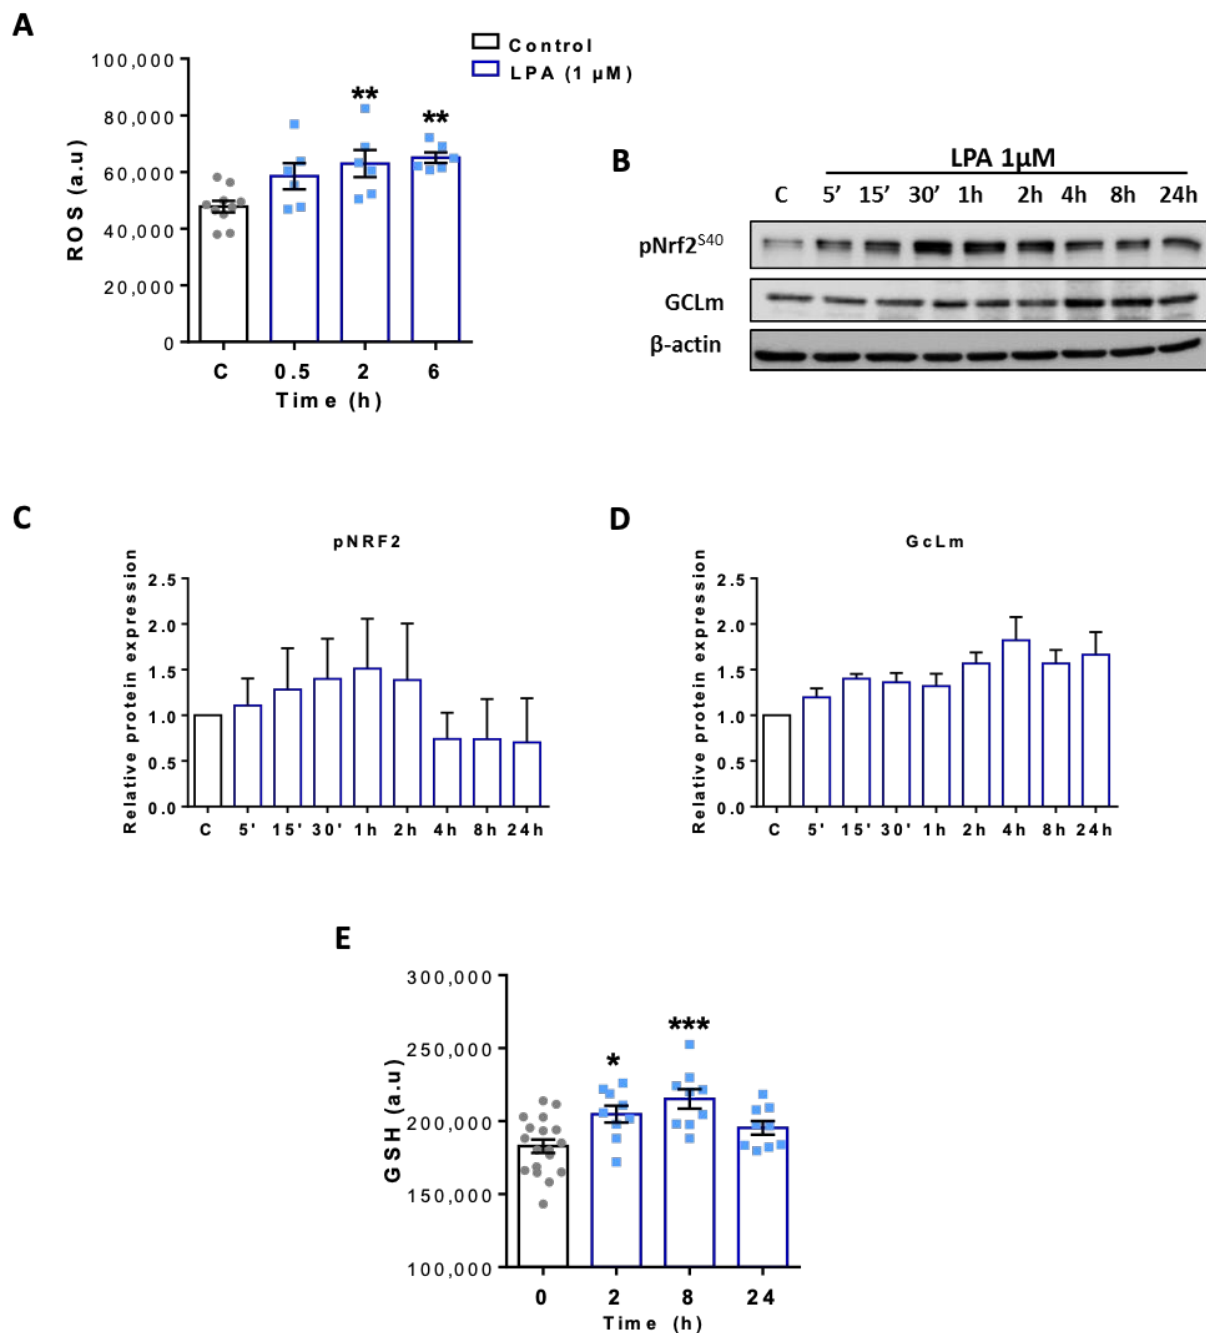 A
Control
LPA (1 µM)
100,000
80,000
60,000
40,000
20,000
0
ROS (a.u)
** **
C 0.5 2 6
Time (h)
B
LPA 1µM
C 5’ 15’ 30’ 1h 2h 4h 8h 24h
pNrf2S40
GCLm
β-actin
C
pNRF2
Relative protein expression
2.5
2.0
1.5
1.0
0.5
0.0
C 5' 15' 30' 1h 2h 4h 8h 24h
D
GcLm
Relative protein expression
2.5
2.0
1.5
1.0
0.5
0.0
C 5' 15' 30' 1h 2h 4h 8h 24h
E
300,000
250,000
200,000
150,000
100,000
GSH (a.u)
* ***
0 2 8 24
Time (h)